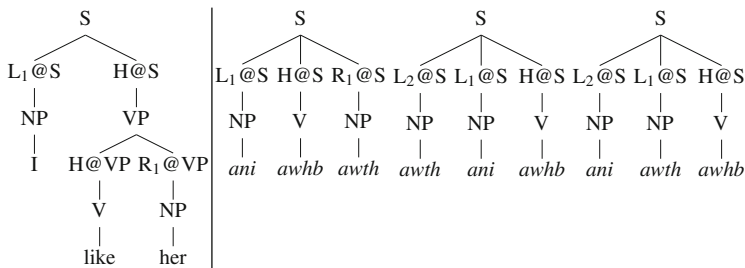 S S S S
L₁@S H@S L₁@S H@S R₁@S L₂@S L₁@S H@S L₂@S L₁@S H@S
NP VP NP V NP NP NP V NP NP V
I H@VP R₁@VP ani awhb awth awth ani awhb ani awth awhb
V NP
like her